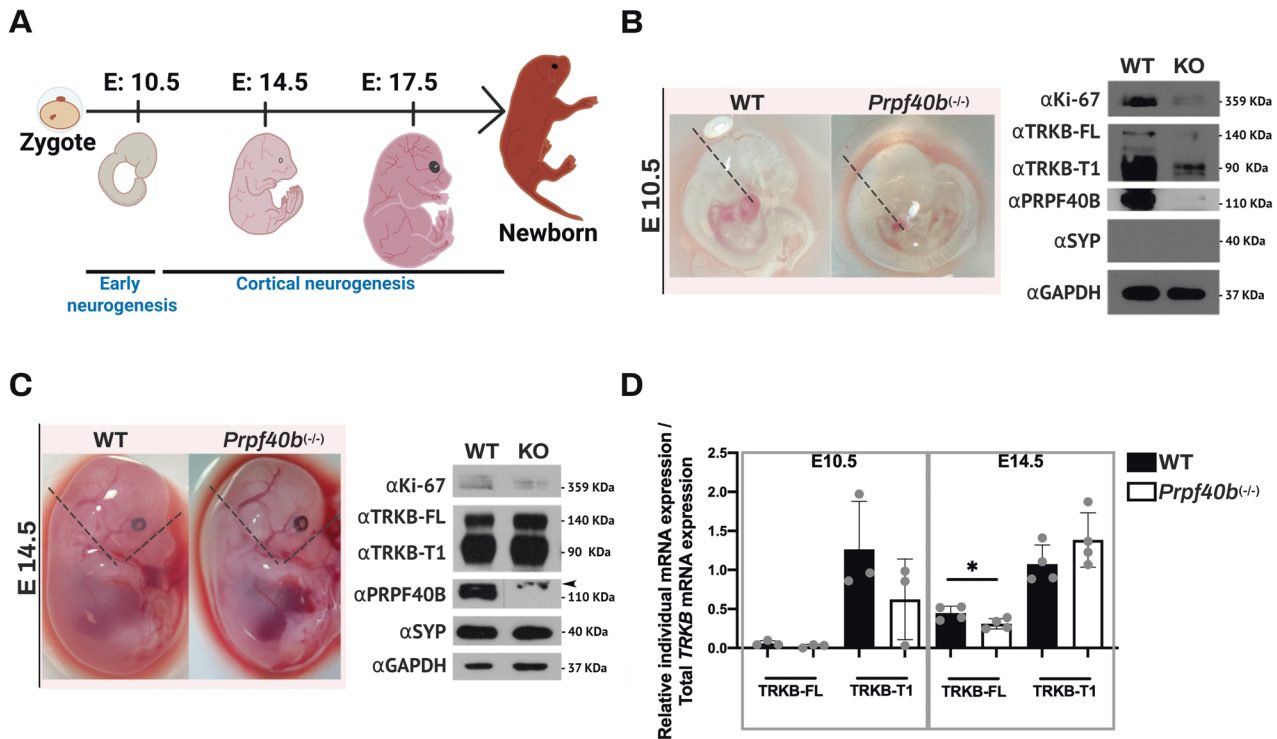 A
E: 10.5
E: 14.5
E: 17.5
Zygote
Newborn
Early
neurogenesis
Cortical neurogenesis
B
WT
Prpf40b(-/-)
E 10.5
WT KO
αKi-67
359 KDa
αTRKB-FL
140 KDa
αTRKB-T1
90 KDa
αPRPF40B
110 KDa
αSYP
40 KDa
αGAPDH
37 KDa
C
WT
Prpf40b(-/-)
E 14.5
WT KO
αKi-67
359 KDa
αTRKB-FL
140 KDa
αTRKB-T1
90 KDa
αPRPF40B
110 KDa
αSYP
40 KDa
αGAPDH
37 KDa
D
Relative individual mRNA expression /
Total TRKB mRNA expression
2.5
2.0
1.5
1.0
0.5
0.0
E10.5
E14.5
*
TRKB-FL
TRKB-T1
TRKB-FL
TRKB-T1
WT
Prpf40b(-/-)